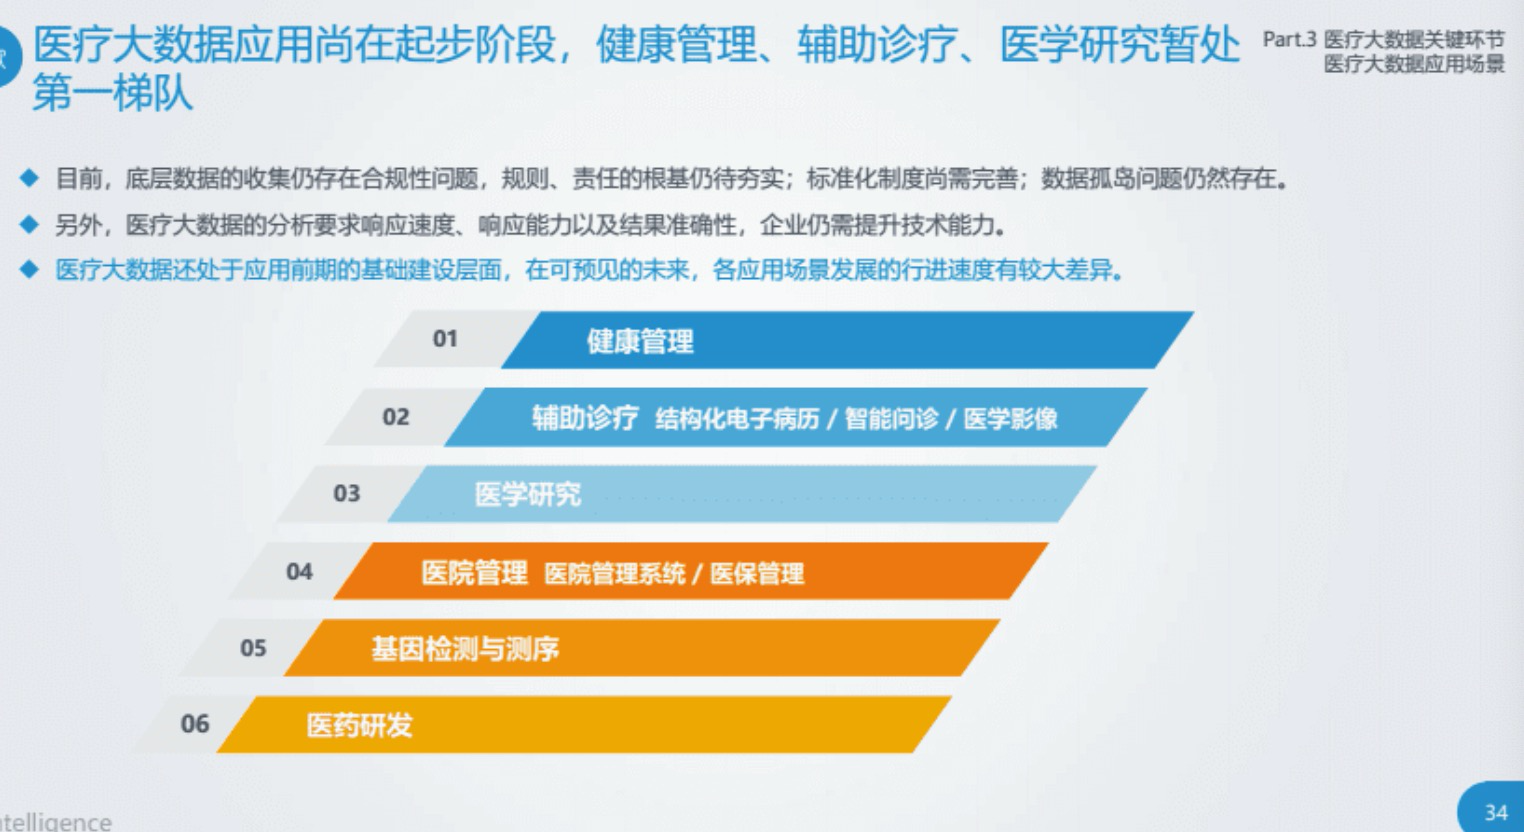 医疗大数据应用尚在起步阶段，健康管理、辅助诊疗、医学研究暂处
第一梯队
Part.3 医疗大数据关键环节
医疗大数据应用场景
目前，底层数据的收集仍存在合规性问题，规则、责任的根基仍待夯实；标准化制度尚需完善；数据孤岛问题仍然存在。
另外，医疗大数据的分析要求响应速度、响应能力以及结果准确性，企业仍需提升技术能力。
医疗大数据还处于应用前期的基础建设层面，在可预见的未来，各应用场景发展的行进速度有较大差异。
01 健康管理
02 辅助诊疗 结构化电子病历 / 智能问诊 / 医学影像
03 医学研究
04 医院管理 医院管理系统 / 医保管理
05 基因检测与测序
06 医药研发
ntelligence
34